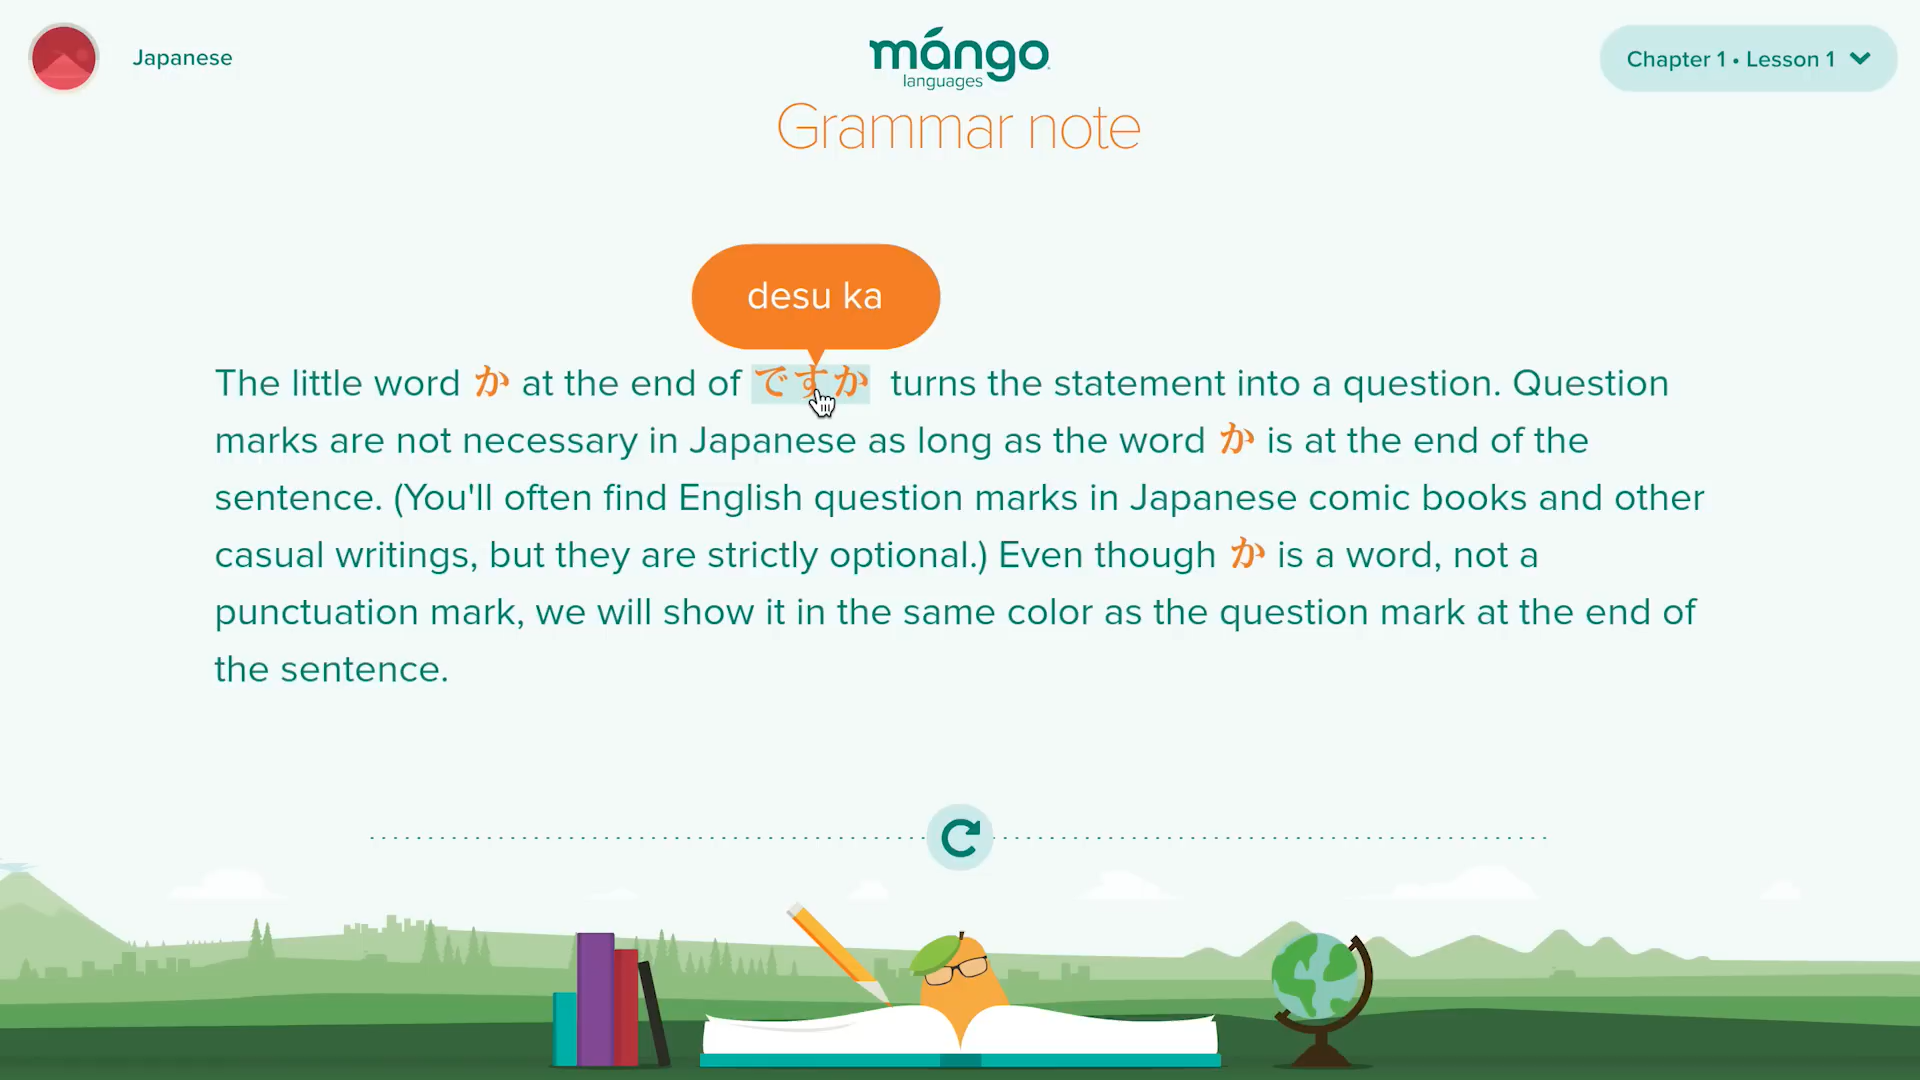 Japanese
mángo
languages
Chapter 1 • Lesson 1
Grammar note
desu ka
The little word か at the end of ですか turns the statement into a question. Question
marks are not necessary in Japanese as long as the word か is at the end of the
sentence. (You'll often find English question marks in Japanese comic books and other
casual writings, but they are strictly optional.) Even though か is a word, not a
punctuation mark, we will show it in the same color as the question mark at the end of
the sentence.